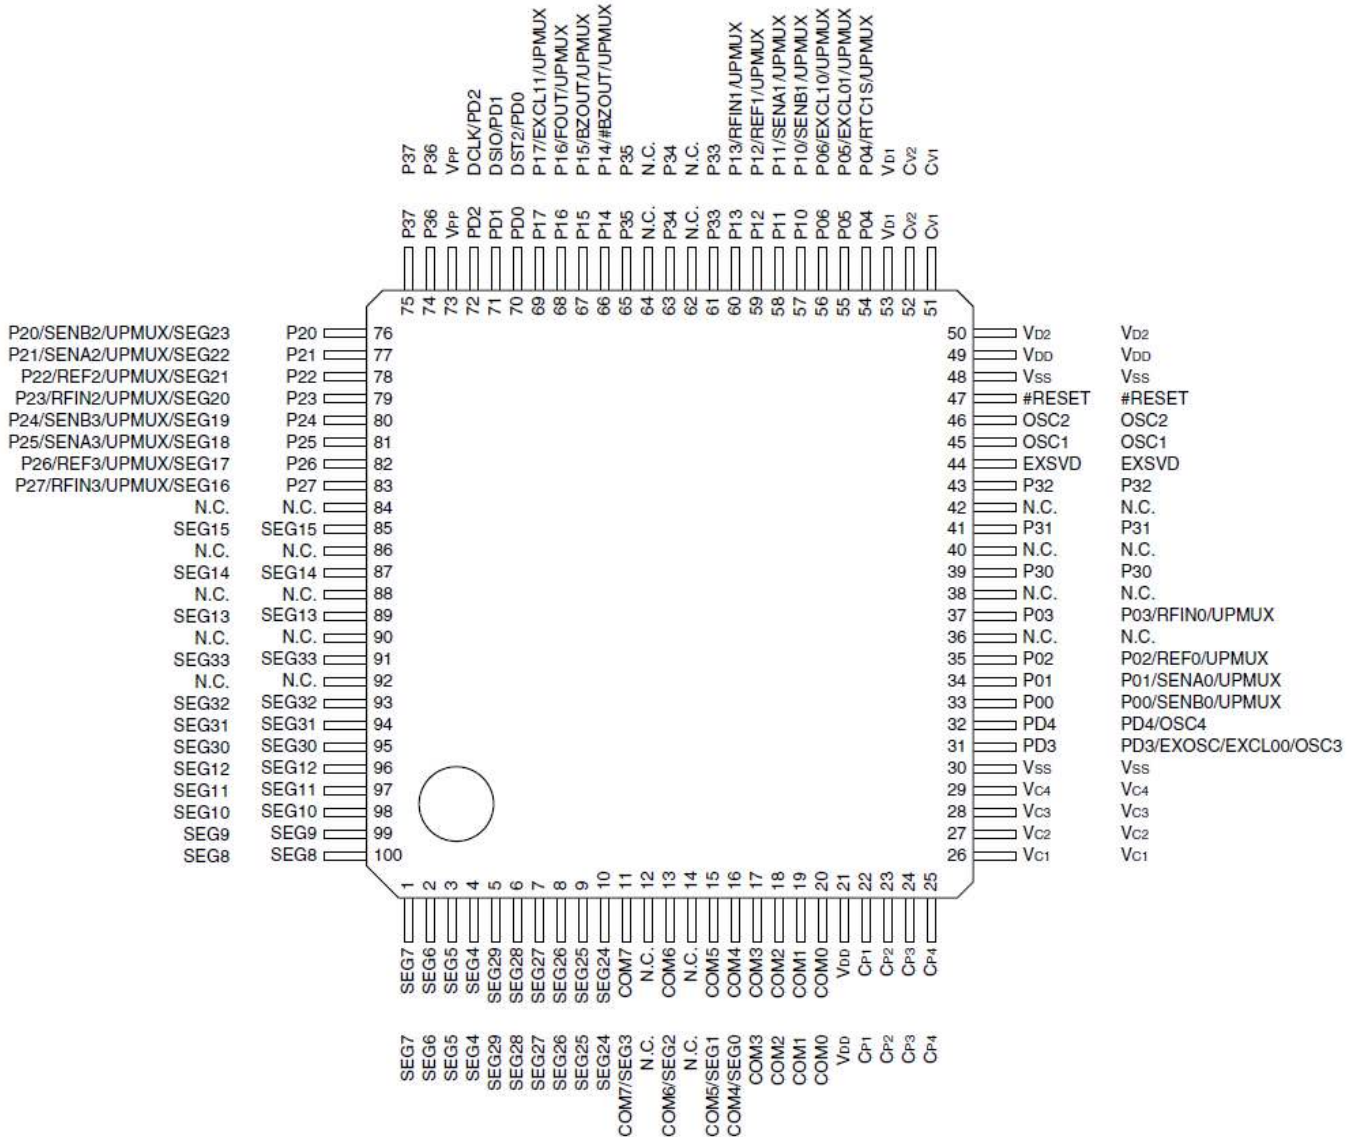 P37 P36 VPP DCLK/PD2 DSIO/PD1 DST2/PD0 P17/EXCL11/UPMUX P16/FOUT/UPMUX P15/BZOUT/UPMUX P14/#BZOUT/UPMUX P35 N.C. P34 N.C. P33 P13/RFIN1/UPMUX P12/REF1/UPMUX P11/SENA1/UPMUX P10/SENB1/UPMUX P06/EXCL10/UPMUX P05/EXCL01/UPMUX P04/RTC1S/UPMUX VD1 CV2 CV1
P37 P36 VPP PD2 PD1 PD0 P17 P16 P15 P14 P35 N.C. P34 N.C. P33 P13 P12 P11 P10 P06 P05 P04 VD1 CV2 CV1
75 74 73 72 71 70 69 68 67 66 65 64 63 62 61 60 59 58 57 56 55 54 53 52 51
P20/SENB2/UPMUX/SEG23 P20 76 50 VD2 VD2
P21/SENA2/UPMUX/SEG22 P21 77 49 VDD VDD
P22/REF2/UPMUX/SEG21 P22 78 48 VSS VSS
P23/RFIN2/UPMUX/SEG20 P23 79 47 #RESET #RESET
P24/SENB3/UPMUX/SEG19 P24 80 46 OSC2 OSC2
P25/SENA3/UPMUX/SEG18 P25 81 45 OSC1 OSC1
P26/REF3/UPMUX/SEG17 P26 82 44 EXSVD EXSVD
P27/RFIN3/UPMUX/SEG16 P27 83 43 P32 P32
N.C. N.C. 84 42 N.C. N.C.
SEG15 SEG15 85 41 P31 P31
N.C. N.C. 86 40 N.C. N.C.
SEG14 SEG14 87 39 P30 P30
N.C. N.C. 88 38 N.C. N.C.
SEG13 SEG13 89 37 P03 P03/RFIN0/UPMUX
N.C. N.C. 90 36 N.C. N.C.
SEG33 SEG33 91 35 P02 P02/REF0/UPMUX
N.C. N.C. 92 34 P01 P01/SENA0/UPMUX
SEG32 SEG32 93 33 P00 P00/SENB0/UPMUX
SEG31 SEG31 94 32 PD4 PD4/OSC4
SEG30 SEG30 95 31 PD3 PD3/EXOSC/EXCL00/OSC3
SEG12 SEG12 96 30 VSS VSS
SEG11 SEG11 97 29 VC4 VC4
SEG10 SEG10 98 28 VC3 VC3
SEG9 SEG9 99 27 VC2 VC2
SEG8 SEG8 100 26 VC1 VC1
1 2 3 4 5 6 7 8 9 10 11 12 13 14 15 16 17 18 19 20 21 22 23 24 25
SEG7 SEG6 SEG5 SEG4 SEG29 SEG28 SEG27 SEG26 SEG25 SEG24 COM7 N.C. COM6 N.C. COM5 COM4 COM3 COM2 COM1 COM0 VDD CP1 CP2 CP3 CP4
SEG7 SEG6 SEG5 SEG4 SEG29 SEG28 SEG27 SEG26 SEG25 SEG24 COM7/SEG3 N.C. COM6/SEG2 N.C. COM5/SEG1 COM4/SEG0 COM3 COM2 COM1 COM0 VDD CP1 CP2 CP3 CP4